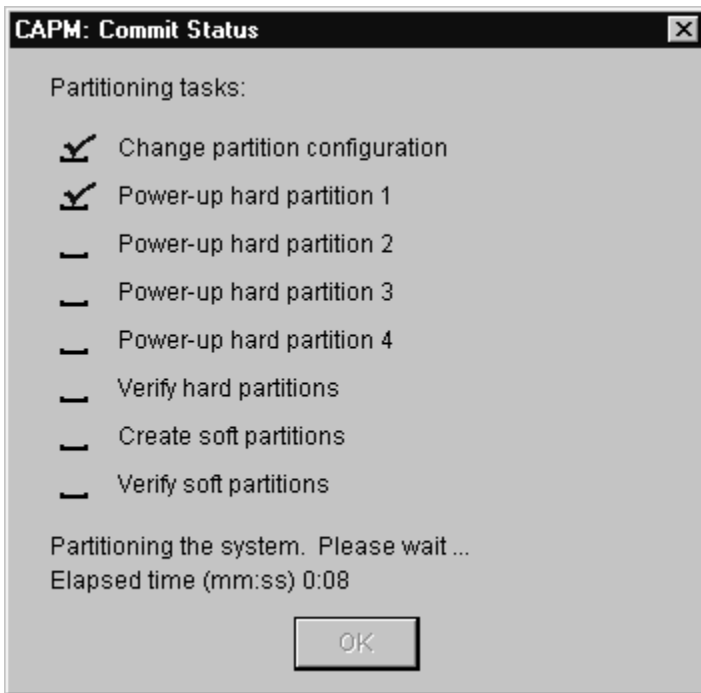 CAPM: Commit Status
Partitioning tasks:
Change partition configuration
Power-up hard partition 1
Power-up hard partition 2
Power-up hard partition 3
Power-up hard partition 4
Verify hard partitions
Create soft partitions
Verify soft partitions
Partitioning the system.  Please wait ...
Elapsed time (mm:ss) 0:08
OK